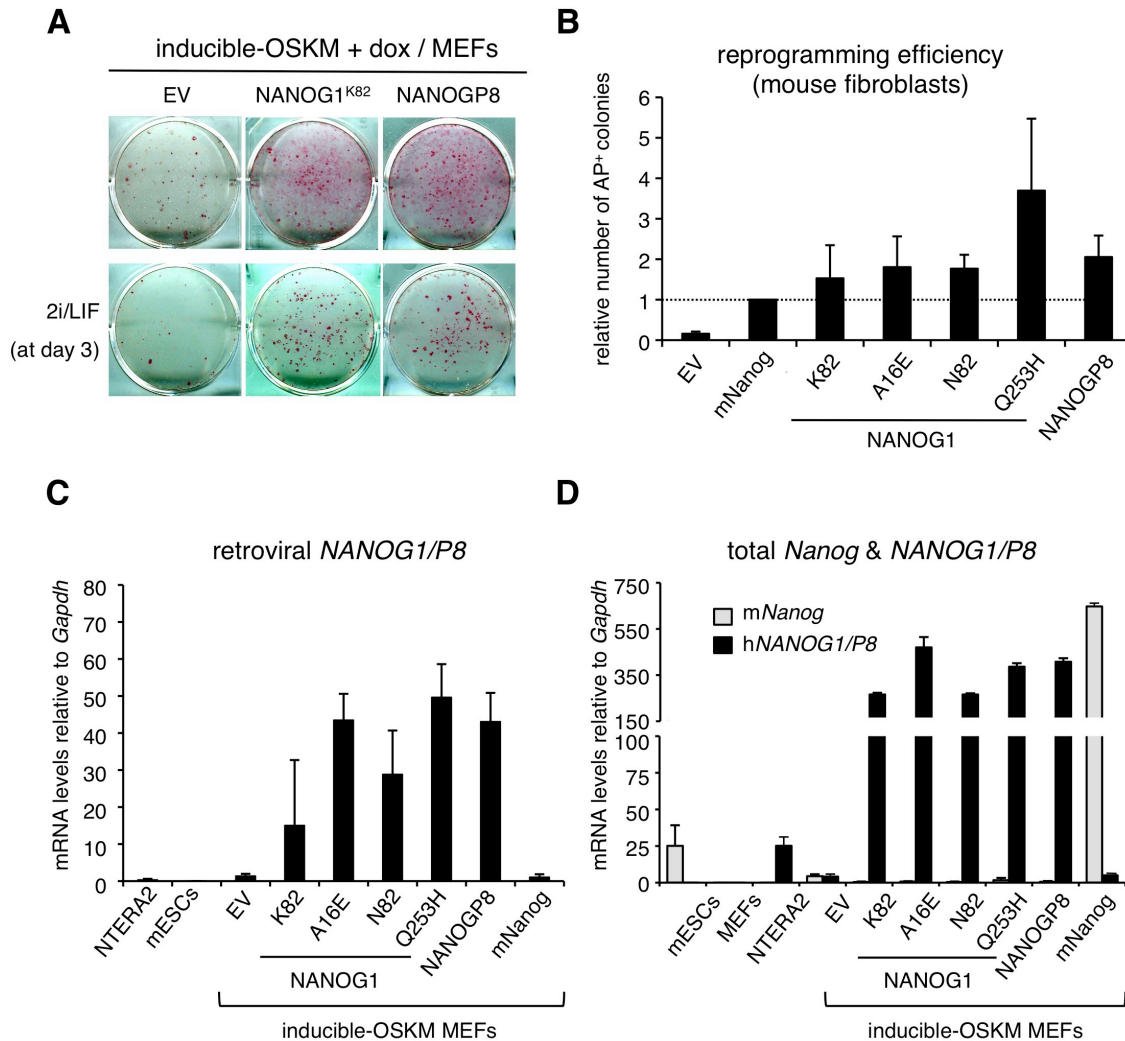 A
inducible-OSKM + dox / MEFs
EV NANOG1K82 NANOGP8
2i/LIF
(at day 3)
B
reprogramming efficiency
(mouse fibroblasts)
relative number of AP+ colonies
6
5
4
3
2
1
0
EV mNanog K82 A16E N82 Q253H NANOGP8
NANOG1
C
retroviral NANOG1/P8
mRNA levels relative to Gapdh
80
70
60
50
40
30
20
10
0
NTERA2 mESCs EV K82 A16E N82 Q253H NANOGP8 mNanog
NANOG1
inducible-OSKM MEFs
D
total Nanog & NANOG1/P8
mRNA levels relative to Gapdh
750
550
350
150
100
75
50
25
0
mNanog
hNANOG1/P8
mESCs MEFs NTERA2 EV K82 A16E N82 Q253H NANOGP8 mNanog
NANOG1
inducible-OSKM MEFs